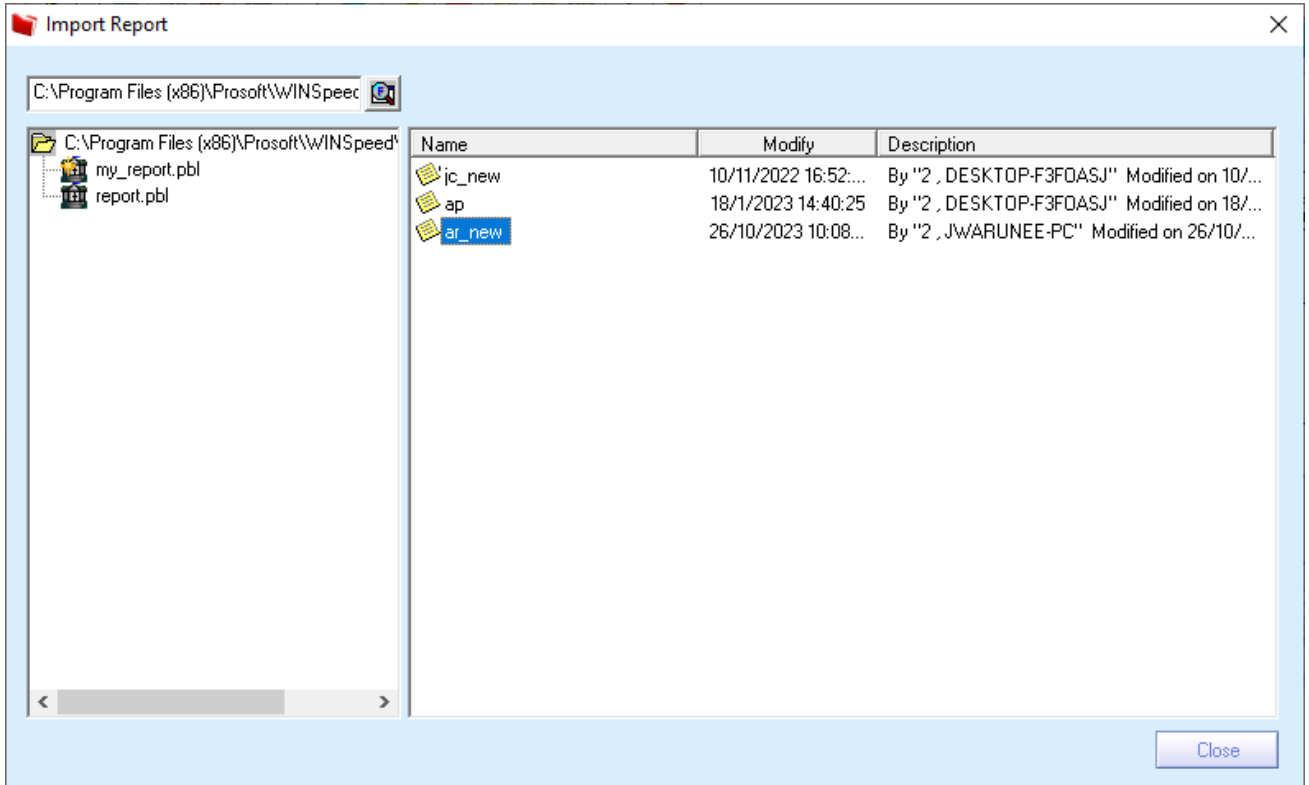 Import Report
C:\Program Files (x86)\Prosoft\WINSpeed
C:\Program Files (x86)\Prosoft\WINSpeed\
my_report.pbl
report.pbl
Name Modify Description
jc_new 10/11/2022 16:52:... By "2 , DESKTOP-F3FOASJ" Modified on 10/...
ap 18/1/2023 14:40:25 By "2 , DESKTOP-F3FOASJ" Modified on 18/...
ar_new 26/10/2023 10:08... By "2 , JWARUNEE-PC" Modified on 26/10/...
Close